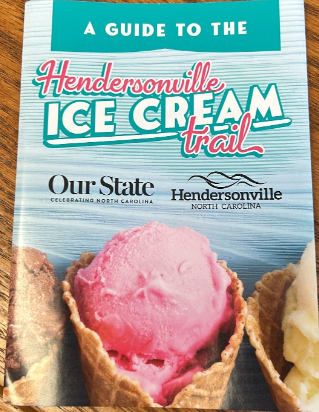 A GUIDE TO THE
Hendersonville
ICE CREAM
trail
Our State
CELEBRATING NORTH CAROLINA
Hendersonville
NORTH CAROLINA